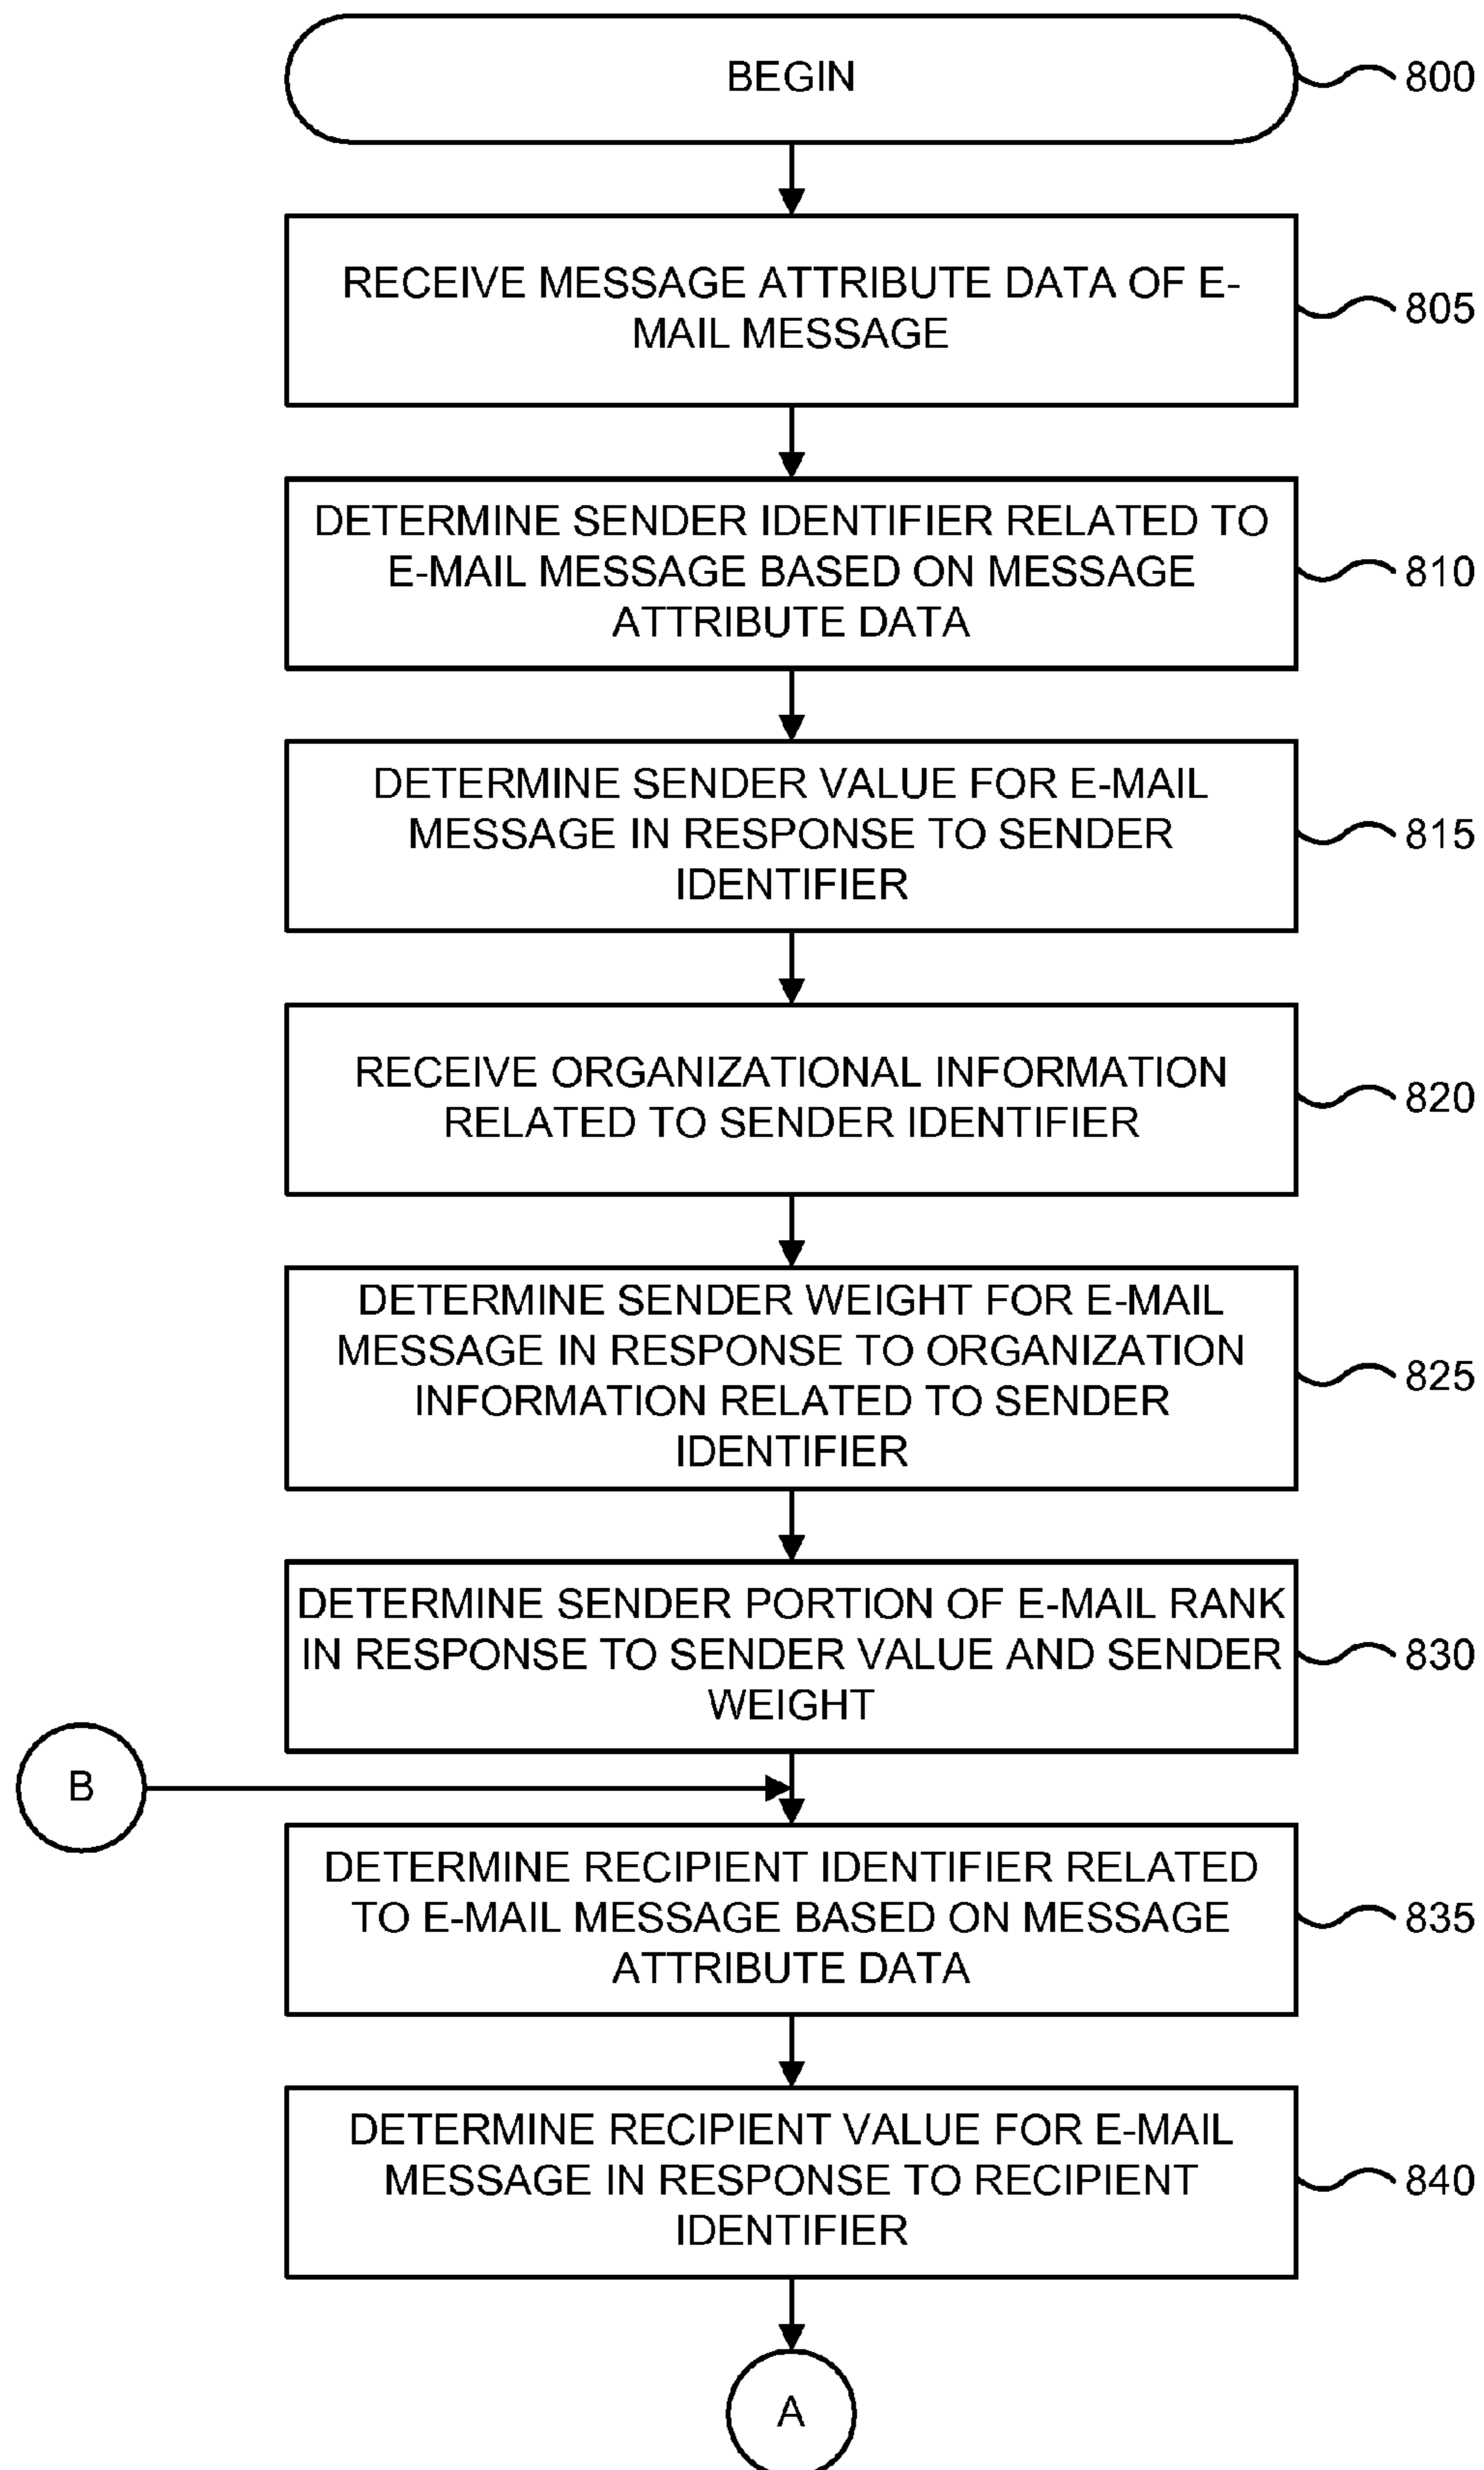 BEGIN
800
RECEIVE MESSAGE ATTRIBUTE DATA OF E-
MAIL MESSAGE
805
DETERMINE SENDER IDENTIFIER RELATED TO
E-MAIL MESSAGE BASED ON MESSAGE
ATTRIBUTE DATA
810
DETERMINE SENDER VALUE FOR E-MAIL
MESSAGE IN RESPONSE TO SENDER
IDENTIFIER
815
RECEIVE ORGANIZATIONAL INFORMATION
RELATED TO SENDER IDENTIFIER
820
DETERMINE SENDER WEIGHT FOR E-MAIL
MESSAGE IN RESPONSE TO ORGANIZATION
INFORMATION RELATED TO SENDER
IDENTIFIER
825
DETERMINE SENDER PORTION OF E-MAIL RANK
IN RESPONSE TO SENDER VALUE AND SENDER
WEIGHT
830
B
DETERMINE RECIPIENT IDENTIFIER RELATED
TO E-MAIL MESSAGE BASED ON MESSAGE
ATTRIBUTE DATA
835
DETERMINE RECIPIENT VALUE FOR E-MAIL
MESSAGE IN RESPONSE TO RECIPIENT
IDENTIFIER
840
A